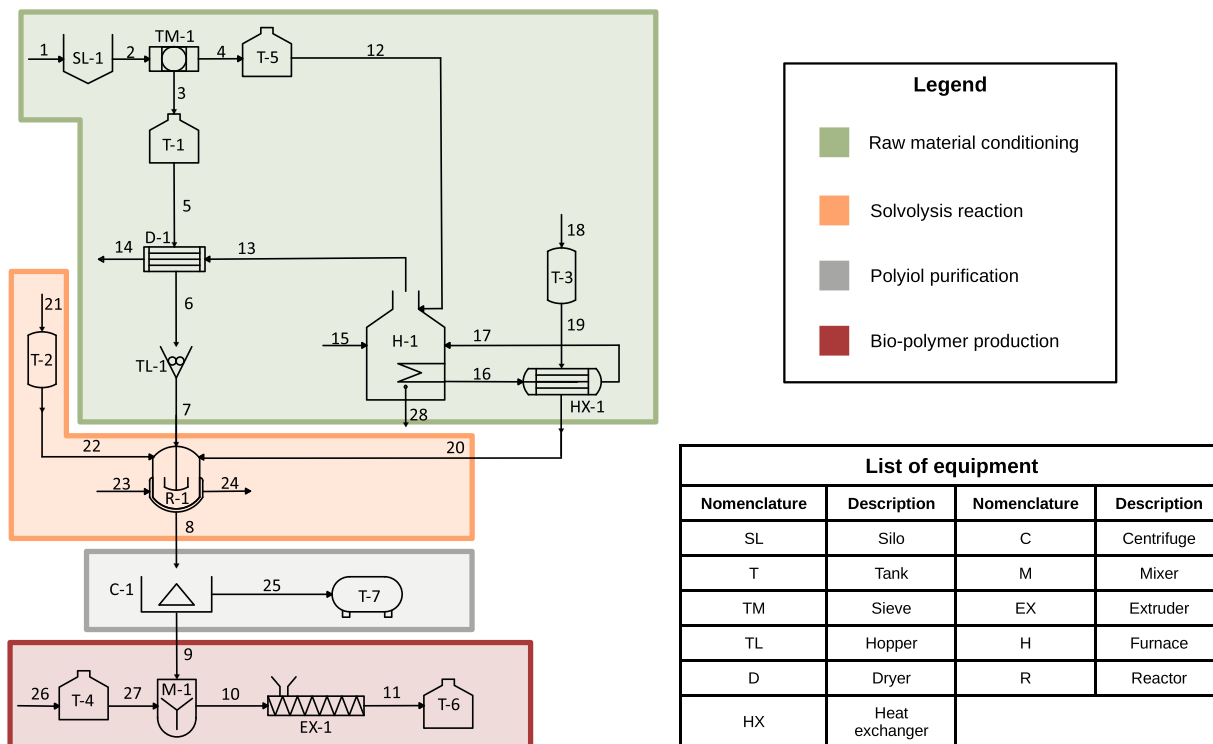 TM-1
1
SL-1
2
4
T-5
12
3
T-1
5
D-1
14
13
18
T-3
6
21
19
T-2
TL-1
15
H-1
17
16
HX-1
7
28
22
20
23
R-1
24
8
C-1
25
T-7
9
26
T-4
27
M-1
10
EX-1
11
T-6
Legend
Raw material conditioning
Solvolysis reaction
Polyiol purification
Bio-polymer production
List of equipment
Nomenclature Description Nomenclature Description
SL Silo C Centrifuge
T Tank M Mixer
TM Sieve EX Extruder
TL Hopper H Furnace
D Dryer R Reactor
HX Heat
exchanger